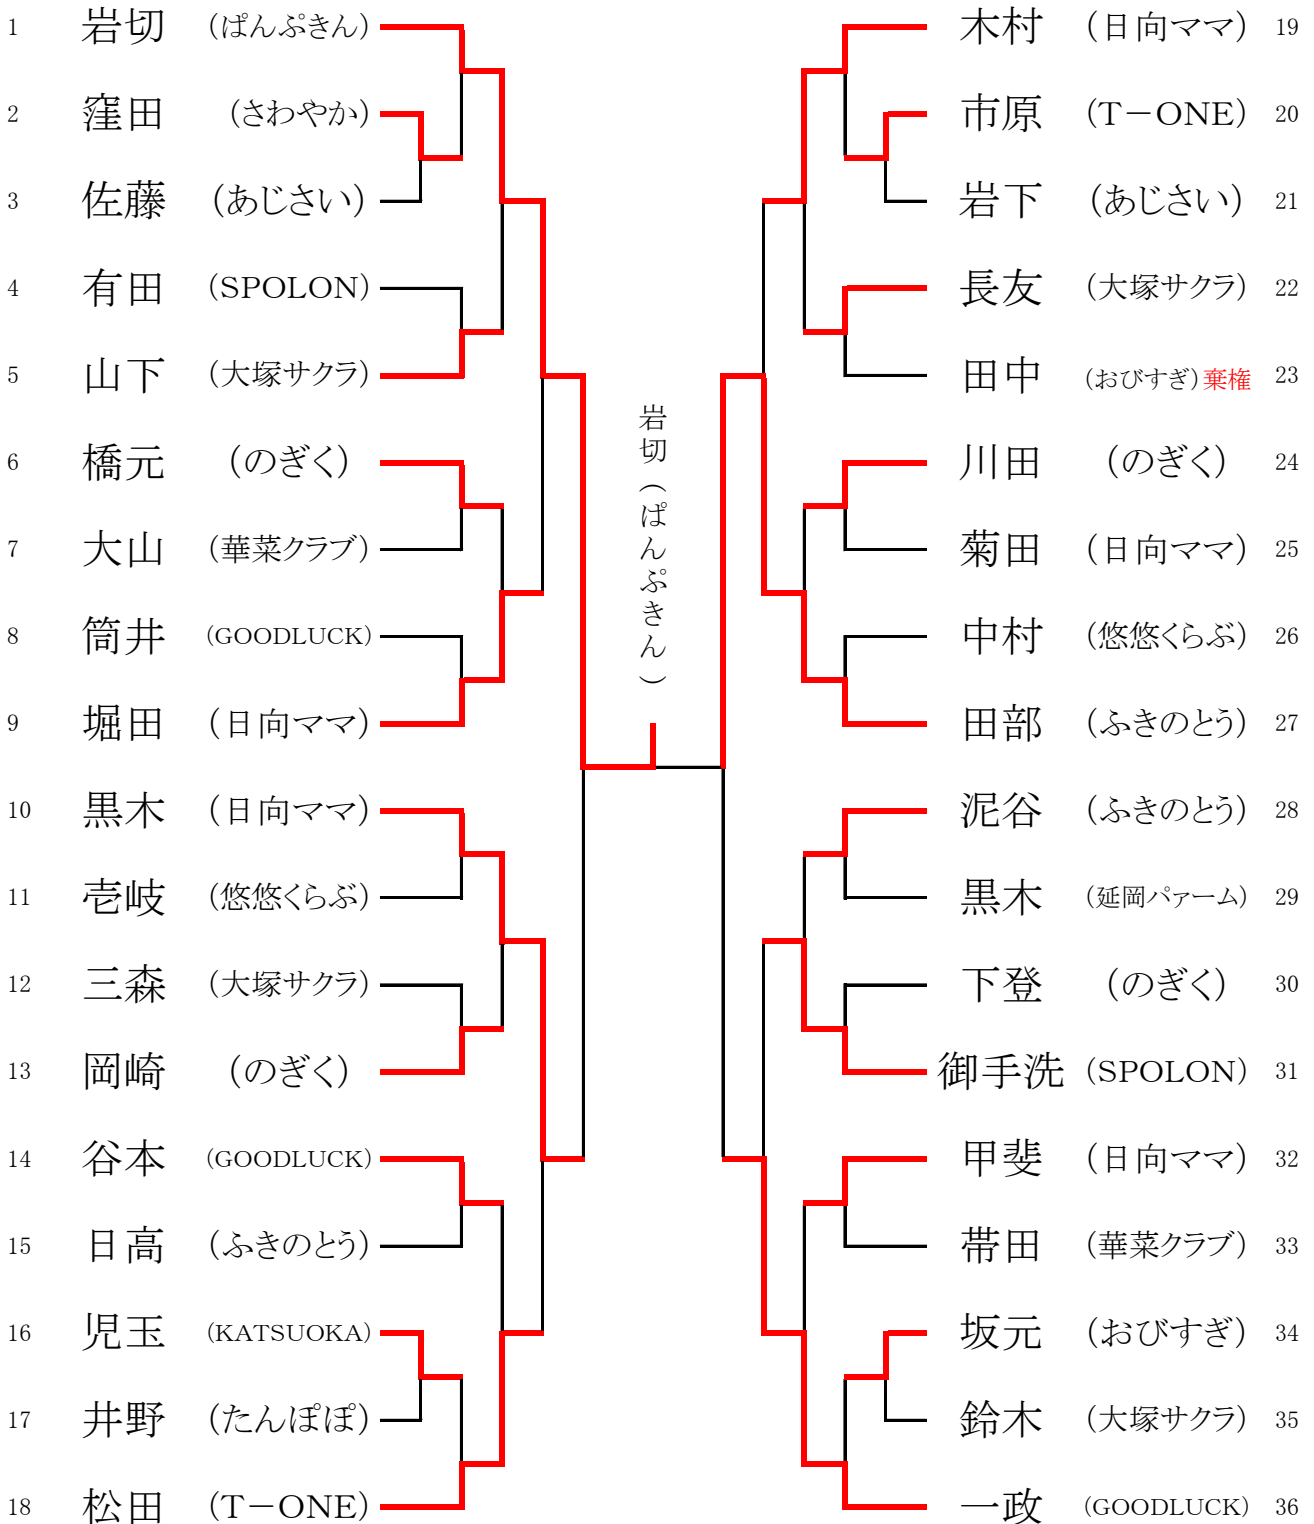 1 岩切 (ぱんぷきん)
2 窪田 (さわやか)
3 佐藤 (あじさい)
4 有田 (SPOLON)
5 山下 (大塚サクラ)
6 橋元 (のぎく)
7 大山 (華菜クラブ)
8 筒井 (GOODLUCK)
9 堀田 (日向ママ)
10 黒木 (日向ママ)
11 壱岐 (悠悠くらぶ)
12 三森 (大塚サクラ)
13 岡崎 (のぎく)
14 谷本 (GOODLUCK)
15 日高 (ふきのとう)
16 児玉 (KATSUOKA)
17 井野 (たんぽぽ)
18 松田 (T－ONE)
岩切(ぱんぷきん)
木村 (日向ママ) 19
市原 (T－ONE) 20
岩下 (あじさい) 21
長友 (大塚サクラ) 22
田中 (おびすぎ)棄権 23
川田 (のぎく) 24
菊田 (日向ママ) 25
中村 (悠悠くらぶ) 26
田部 (ふきのとう) 27
泥谷 (ふきのとう) 28
黒木 (延岡パァーム) 29
下登 (のぎく) 30
御手洗 (SPOLON) 31
甲斐 (日向ママ) 32
帯田 (華菜クラブ) 33
坂元 (おびすぎ) 34
鈴木 (大塚サクラ) 35
一政 (GOODLUCK) 36